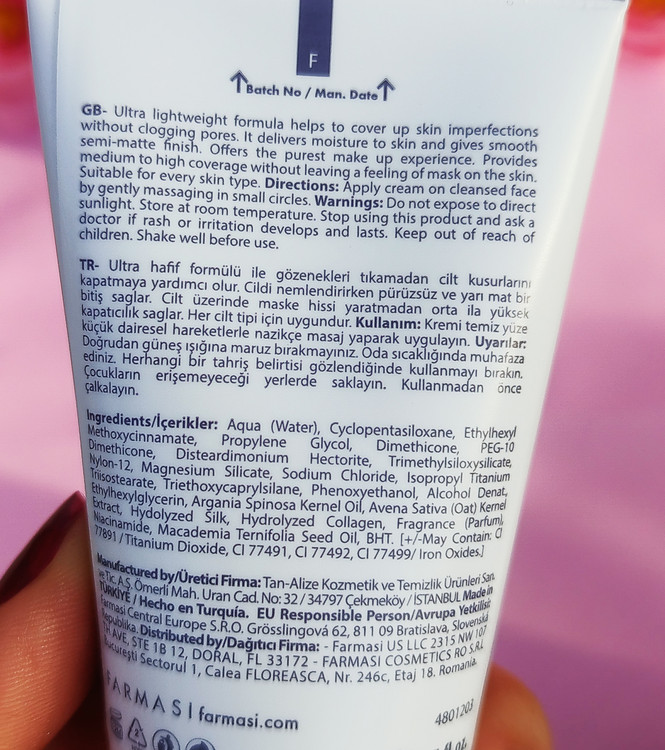 F
Batch No / Man. Date
GB- Ultra lightweight formula helps to cover up skin imperfections
without clogging pores. It delivers moisture to skin and gives smooth
semi-matte finish. Offers the purest make up experience. Provides
medium to high coverage without leaving a feeling of mask on the skin.
Suitable for every skin type. Directions: Apply cream on cleansed face
by gently massaging in small circles. Warnings: Do not expose to direct
sunlight. Store at room temperature. Stop using this product and ask a
doctor if rash or irritation develops and lasts. Keep out of reach of
children. Shake well before use.
TR- Ultra hafif formülü ile gözenekleri tıkamadan cilt kusurlarını
kapatmaya yardımcı olur. Cildi nemlendirirken pürüzsüz ve yarı mat bir
bitiş saglar. Cilt üzerinde maske hissi yaratmadan orta ila yüksek
kapatıcılık saglar. Her cilt tipi için uygundur. Kullanım: Kremi temiz yüze
küçük dairesel hareketlerle nazikçe masaj yaparak uygulayın. Uyarılar:
Doğrudan güneş ışığına maruz bırakmayınız. Oda sıcaklığında muhafaza
ediniz. Herhangi bir tahriş belirtisi gözlendiğinde kullanmayı bırakın.
Çocukların erişemeyeceği yerlerde saklayın. Kullanmadan önce
çalkalayın.
Ingredients/İçerikler: Aqua (Water), Cyclopentasiloxane, Ethylhexyl
Methoxycinnamate, Propylene Glycol, Dimethicone, PEG-10
Dimethicone, Disteardimonium Hectorite, Trimethylsiloxysilicate,
Nylon-12, Magnesium Silicate, Sodium Chloride, Isopropyl Titanium
Triisostearate, Triethoxycaprylsilane, Phenoxyethanol, Alcohol Denat,
Ethylhexylglycerin, Argania Spinosa Kernel Oil, Avena Sativa (Oat) Kernel
Extract, Hydolyzed Silk, Hydrolyzed Collagen, Fragrance (Parfum),
Niacinamide, Macademia Ternifolia Seed Oil, BHT. [+/-May Contain: CI
77891/Titanium Dioxide, CI 77491, CI 77492, CI 77499/ Iron Oxides.]
Manufactured by/Üretici Firma: Tan-Alize Kozmetik ve Temizlik Ürünleri San.
ve Tic. A.Ş. Ömerli Mah. Uran Cad. No: 32 / 34797 Çekmeköy / İSTANBUL Made in
TÜRKİYE / Hecho en Turquía. EU Responsible Person/Avrupa Yetkilisi:
Farmasi Central Europe S.R.O. Grösslingová 62, 811 09 Bratislava, Slovenská
Republika. Distributed by/Dağıtıcı Firma: - Farmasi US LLC 2315 NW 107
TH AVE, STE 1B 12, DORAL, FL 33172 - FARMASI COSMETICS RO S.R.L
Bucureşti Sectorul 1, Calea FLOREASCA, Nr. 246c, Etaj 18. Romania.
FARMASI | farmasi.com
4801203
fl oz.